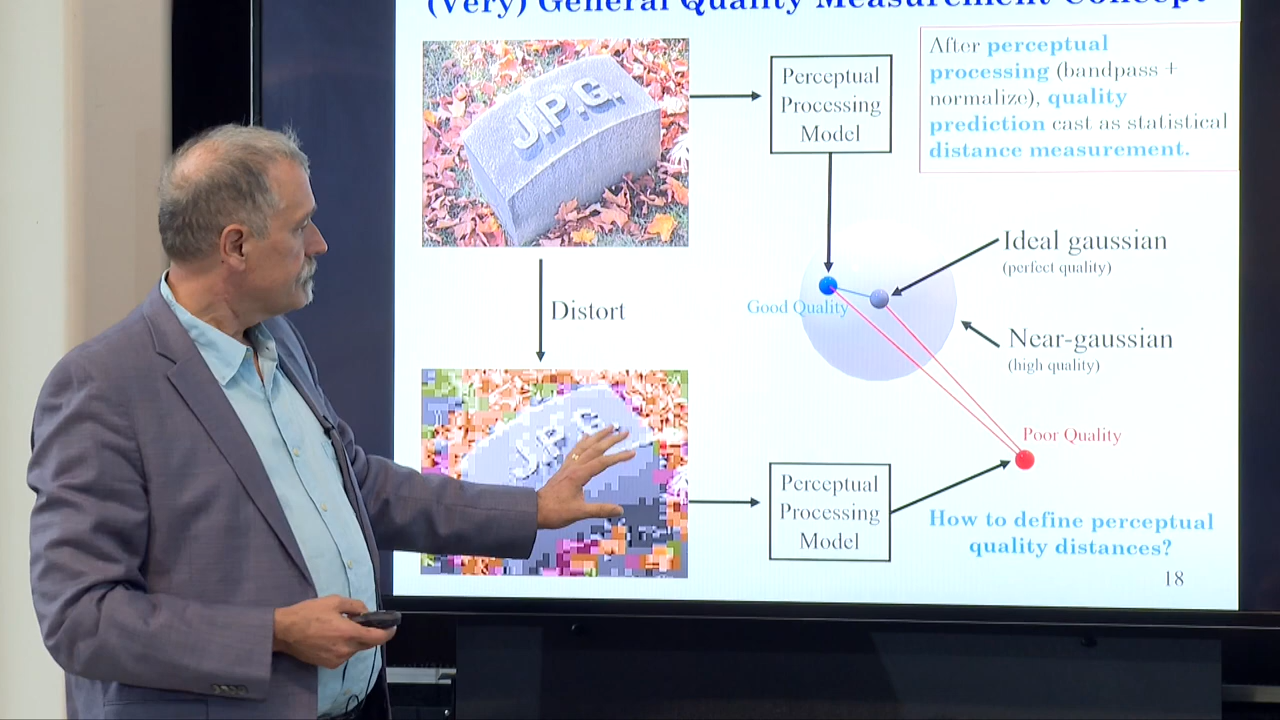 (Very) General Quality Measurement Concept
J.P.G.
Perceptual
Processing
Model
After perceptual
processing (bandpass +
normalize), quality
prediction cast as statistical
distance measurement.
Ideal gaussian
(perfect quality)
Good Quality
Distort
Near-gaussian
(high quality)
J.P.G.
Poor Quality
Perceptual
Processing
Model
How to define perceptual
quality distances?
18